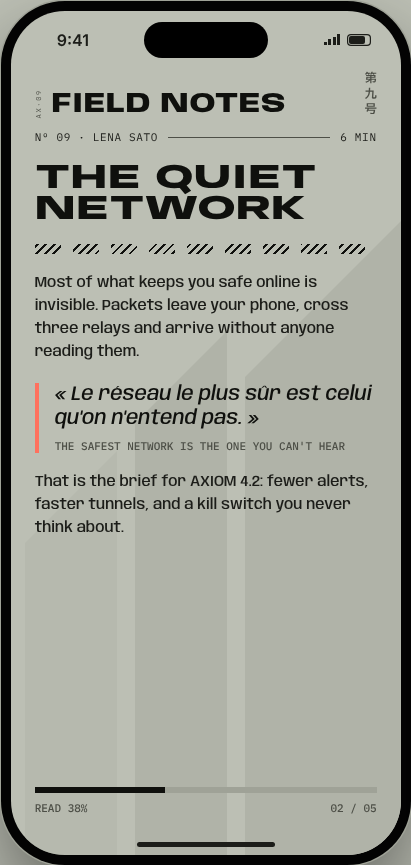 9:41
AX-09
FIELD NOTES
第九号
Nº 09 · LENA SATO
6 MIN
THE QUIET
NETWORK
Most of what keeps you safe online is
invisible. Packets leave your phone, cross
three relays and arrive without anyone
reading them.
« Le réseau le plus sûr est celui
qu'on n'entend pas. »
THE SAFEST NETWORK IS THE ONE YOU CAN'T HEAR
That is the brief for AXIOM 4.2: fewer alerts,
faster tunnels, and a kill switch you never
think about.
READ 38%
02 / 05